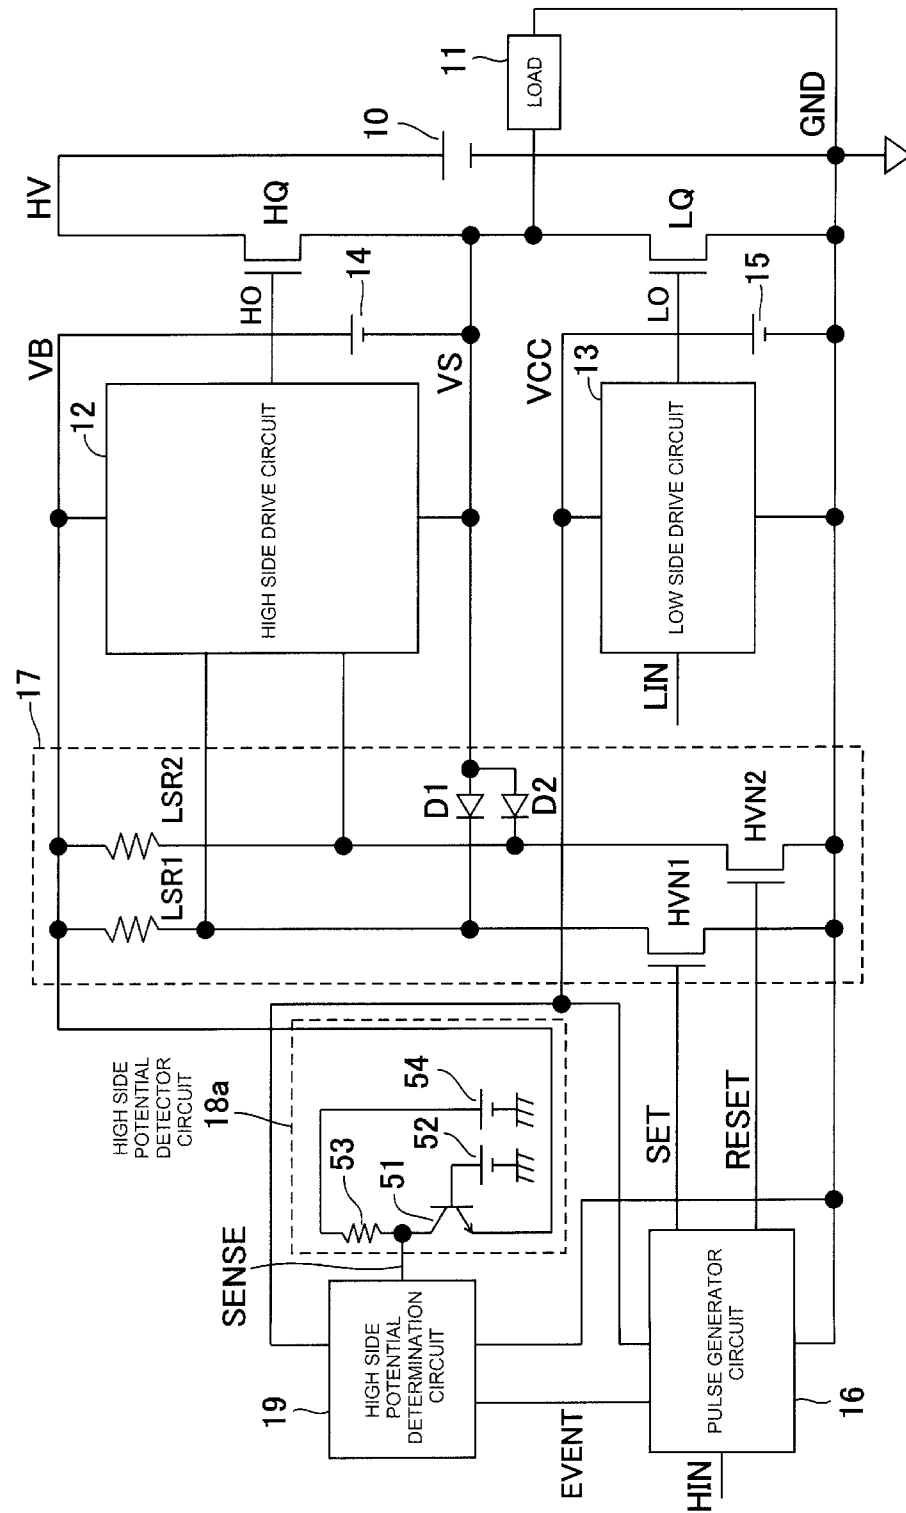 HV
10
11
LOAD
GND
HQ
HO
14
LQ
LO
15
VB
VS
VCC
12
HIGH SIDE DRIVE CIRCUIT
13
LOW SIDE DRIVE CIRCUIT
LIN
17
LSR2
LSR1
D1
D2
HVN2
HVN1
HIGH SIDE
POTENTIAL
DETECTOR
CIRCUIT
18a
54
52
53
51
SET
RESET
SENSE
HIGH SIDE
POTENTIAL
DETERMINATION
CIRCUIT
19
EVENT
PULSE GENERATOR
CIRCUIT
16
HIN